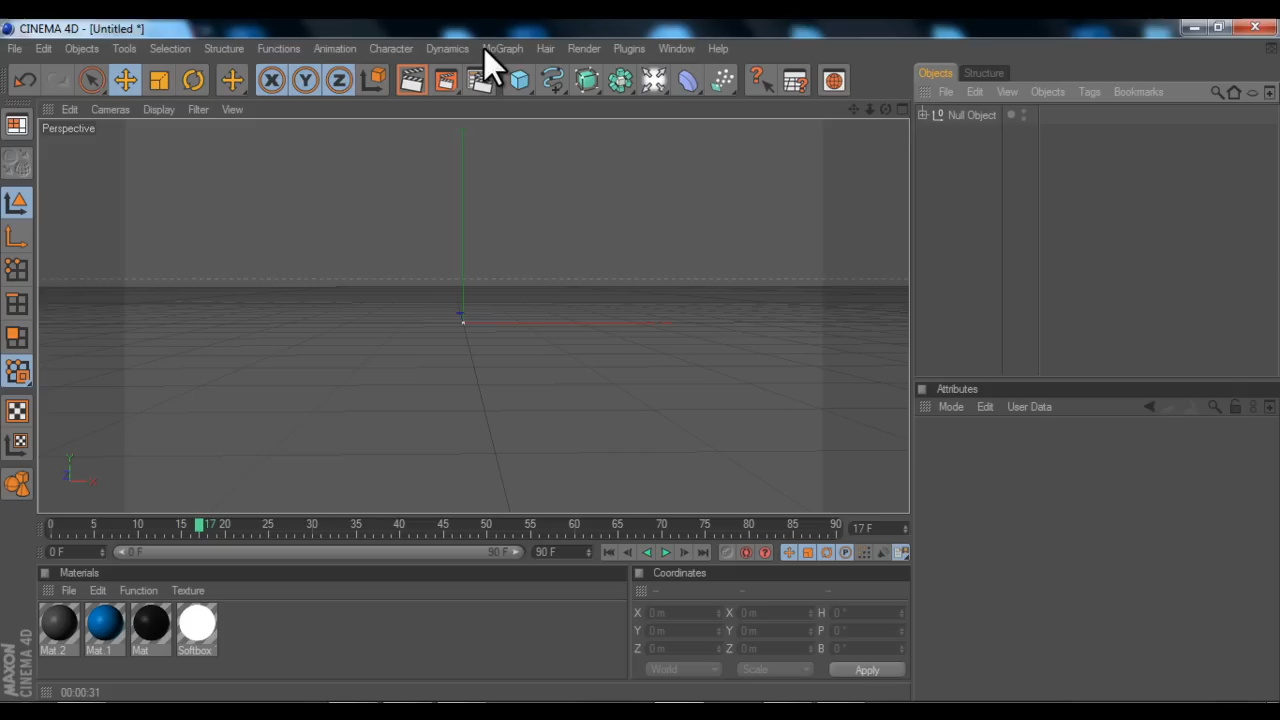 CINEMA 4D - [Untitled *]
File Edit Objects Tools Selection Structure Functions Animation Character Dynamics MoGraph Hair Render Plugins Window Help
Objects Structure
File Edit View Objects Tags Bookmarks
Null Object
Edit Cameras Display Filter View
Perspective
Y
Z X
Attributes
Mode Edit User Data
0 5 10 15 17 20 25 30 35 40 45 50 55 60 65 70 75 80 85 90 17 F
0 F 0 F 90 F 90 F
Materials
File Edit Function Texture
Mat.2 Mat.1 Mat Softbox
Coordinates
-- -- --
X 0 m X 0 m H 0 °
Y 0 m Y 0 m P 0 °
Z 0 m Z 0 m B 0 °
World Scale Apply
MAXON
CINEMA 4D
00:00:31